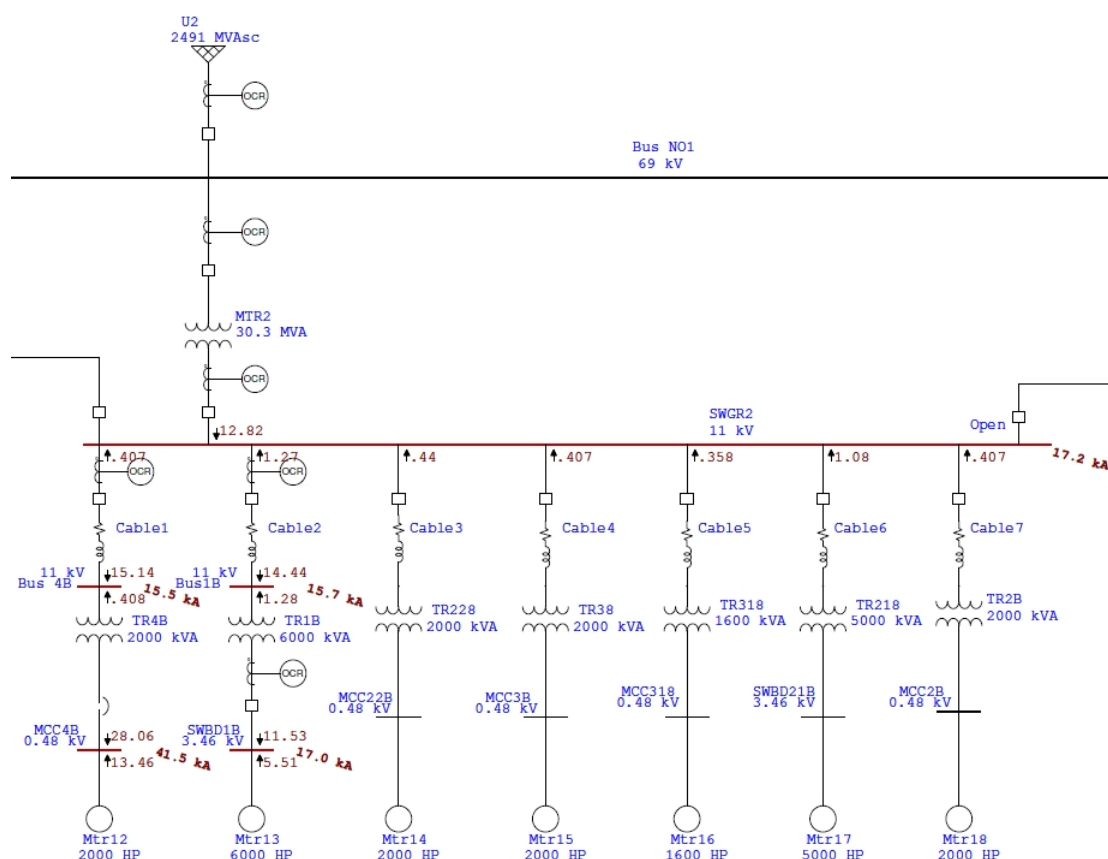 U2
2491 MVAsc
OCR
Bus NO1
69 kV
OCR
MTR2
30.3 MVA
OCR
SWGR2
11 kV
Open
12.82
.407
1.27
.44
.407
.358
1.08
.407
17.2 kA
OCR
OCR
Cable1
Cable2
Cable3
Cable4
Cable5
Cable6
Cable7
11 kV
Bus 4B
15.14
.408
15.5 kA
11 kV
Bus1B
14.44
1.28
15.7 kA
TR4B
2000 kVA
TR1B
6000 kVA
TR228
2000 kVA
TR38
2000 kVA
TR318
1600 kVA
TR218
5000 kVA
TR2B
2000 kVA
OCR
MCC22B
0.48 kV
MCC3B
0.48 kV
MCC318
0.48 kV
SWBD21B
3.46 kV
MCC2B
0.48 kV
MCC4B
0.48 kV
28.06
13.46
41.5 kA
SWBD1B
3.46 kV
11.53
5.51
17.0 kA
Mtr12
2000 HP
Mtr13
6000 HP
Mtr14
2000 HP
Mtr15
2000 HP
Mtr16
1600 HP
Mtr17
5000 HP
Mtr18
2000 HP